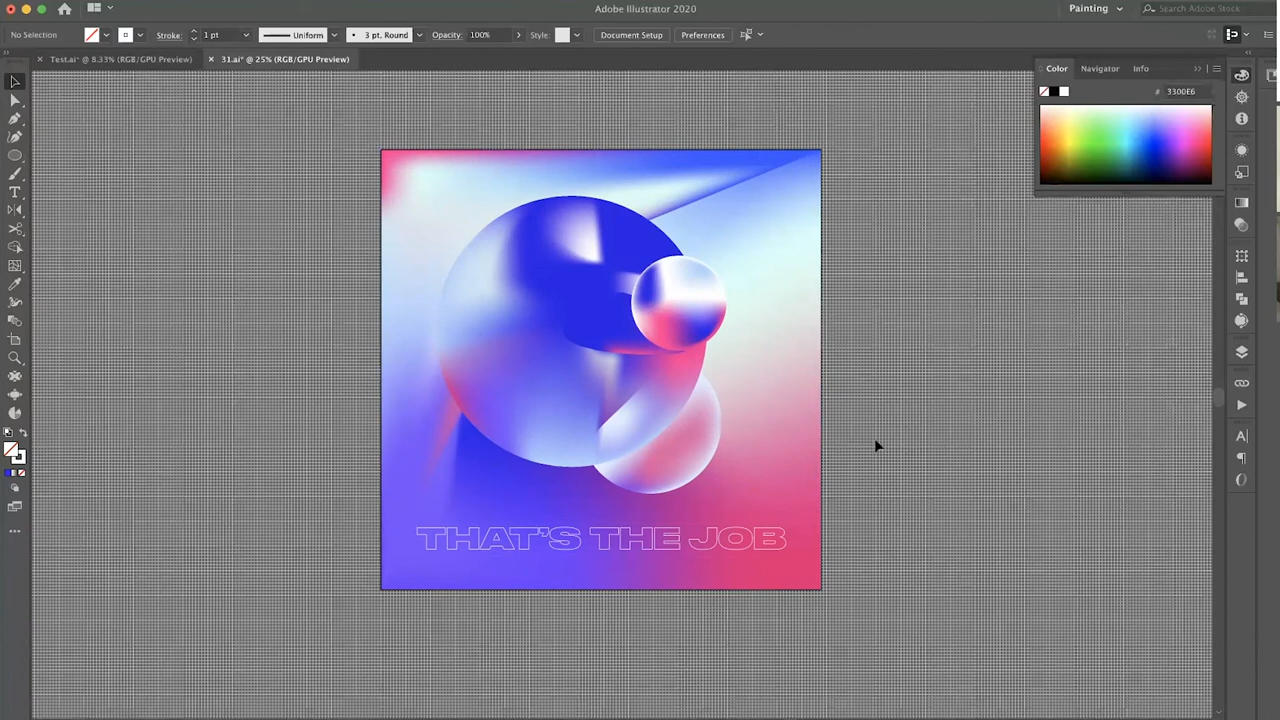 Adobe Illustrator 2020
Painting
Search Adobe Stock
No Selection
Stroke:
1 pt
Uniform
3 pt. Round
Opacity:
100%
Style:
Document Setup
Preferences
Test.ai* @ 8.33% (RGB/GPU Preview)
31.ai* @ 25% (RGB/GPU Preview)
Color
Navigator
Info
# 3300E6
THAT'S THE JOB